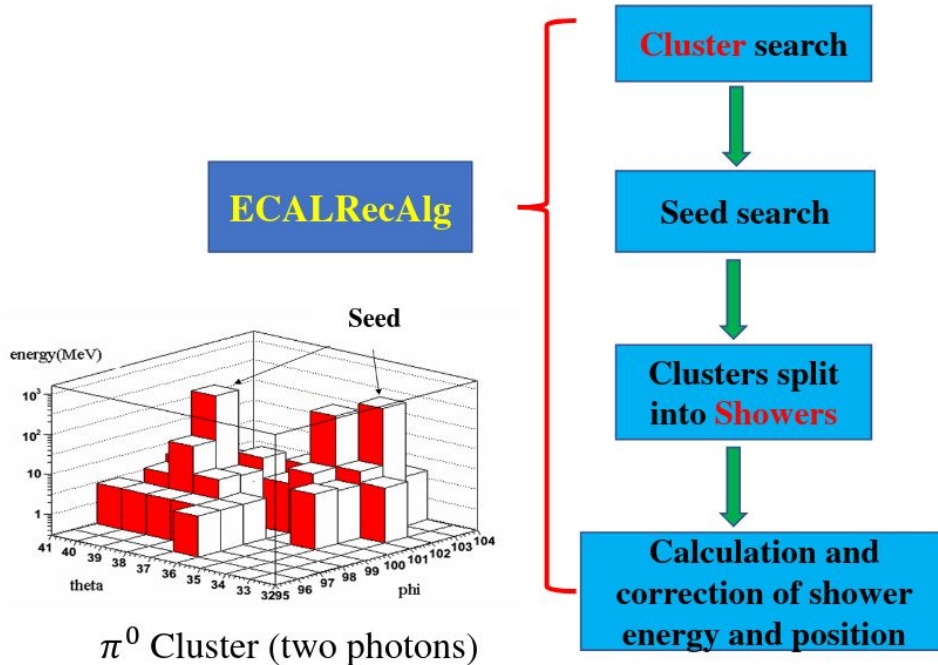 Cluster search
ECALRecAlg
Seed search
Clusters split
into Showers
Calculation and
correction of shower
energy and position
Seed
energy(MeV)
10³
10²
10
1
41 40 39 38 37 36 35 34 33 32
theta
95 96 97 98 99 100 101 102 103 104
phi
π⁰ Cluster (two photons)